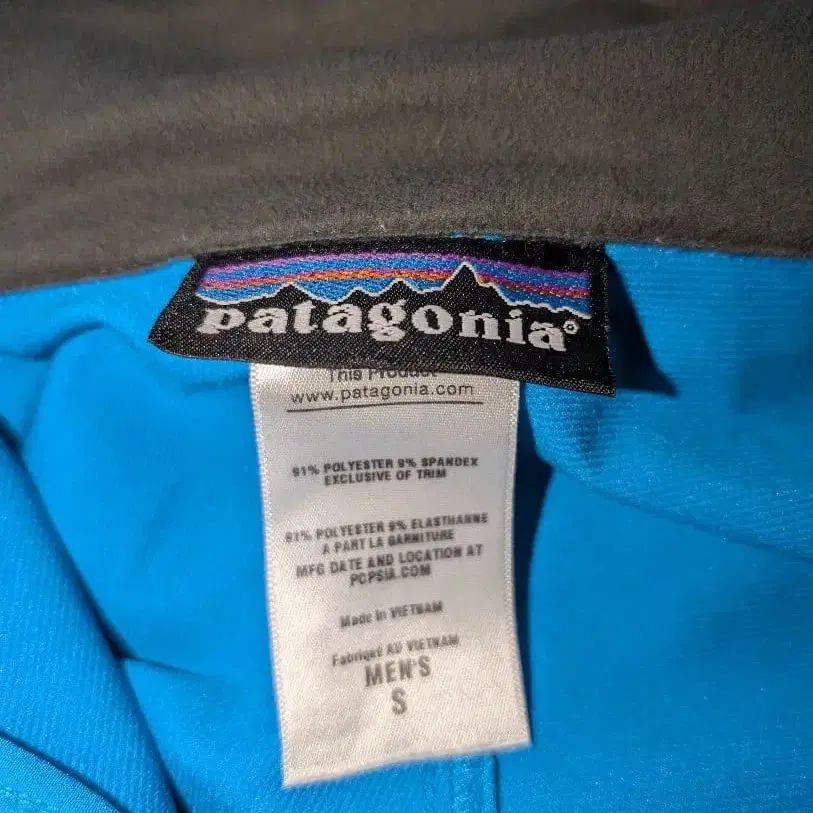 patagonia®
This Product
www.patagonia.com
91% POLYESTER 9% SPANDEX
EXCLUSIVE OF TRIM
91% POLYESTER 9% ELASTHANNE
A PART LA GARNITURE
MFG DATE AND LOCATION AT
PCPSIA.COM
Made in VIETNAM
Fabriqué AU VIETNAM
MEN'S
S